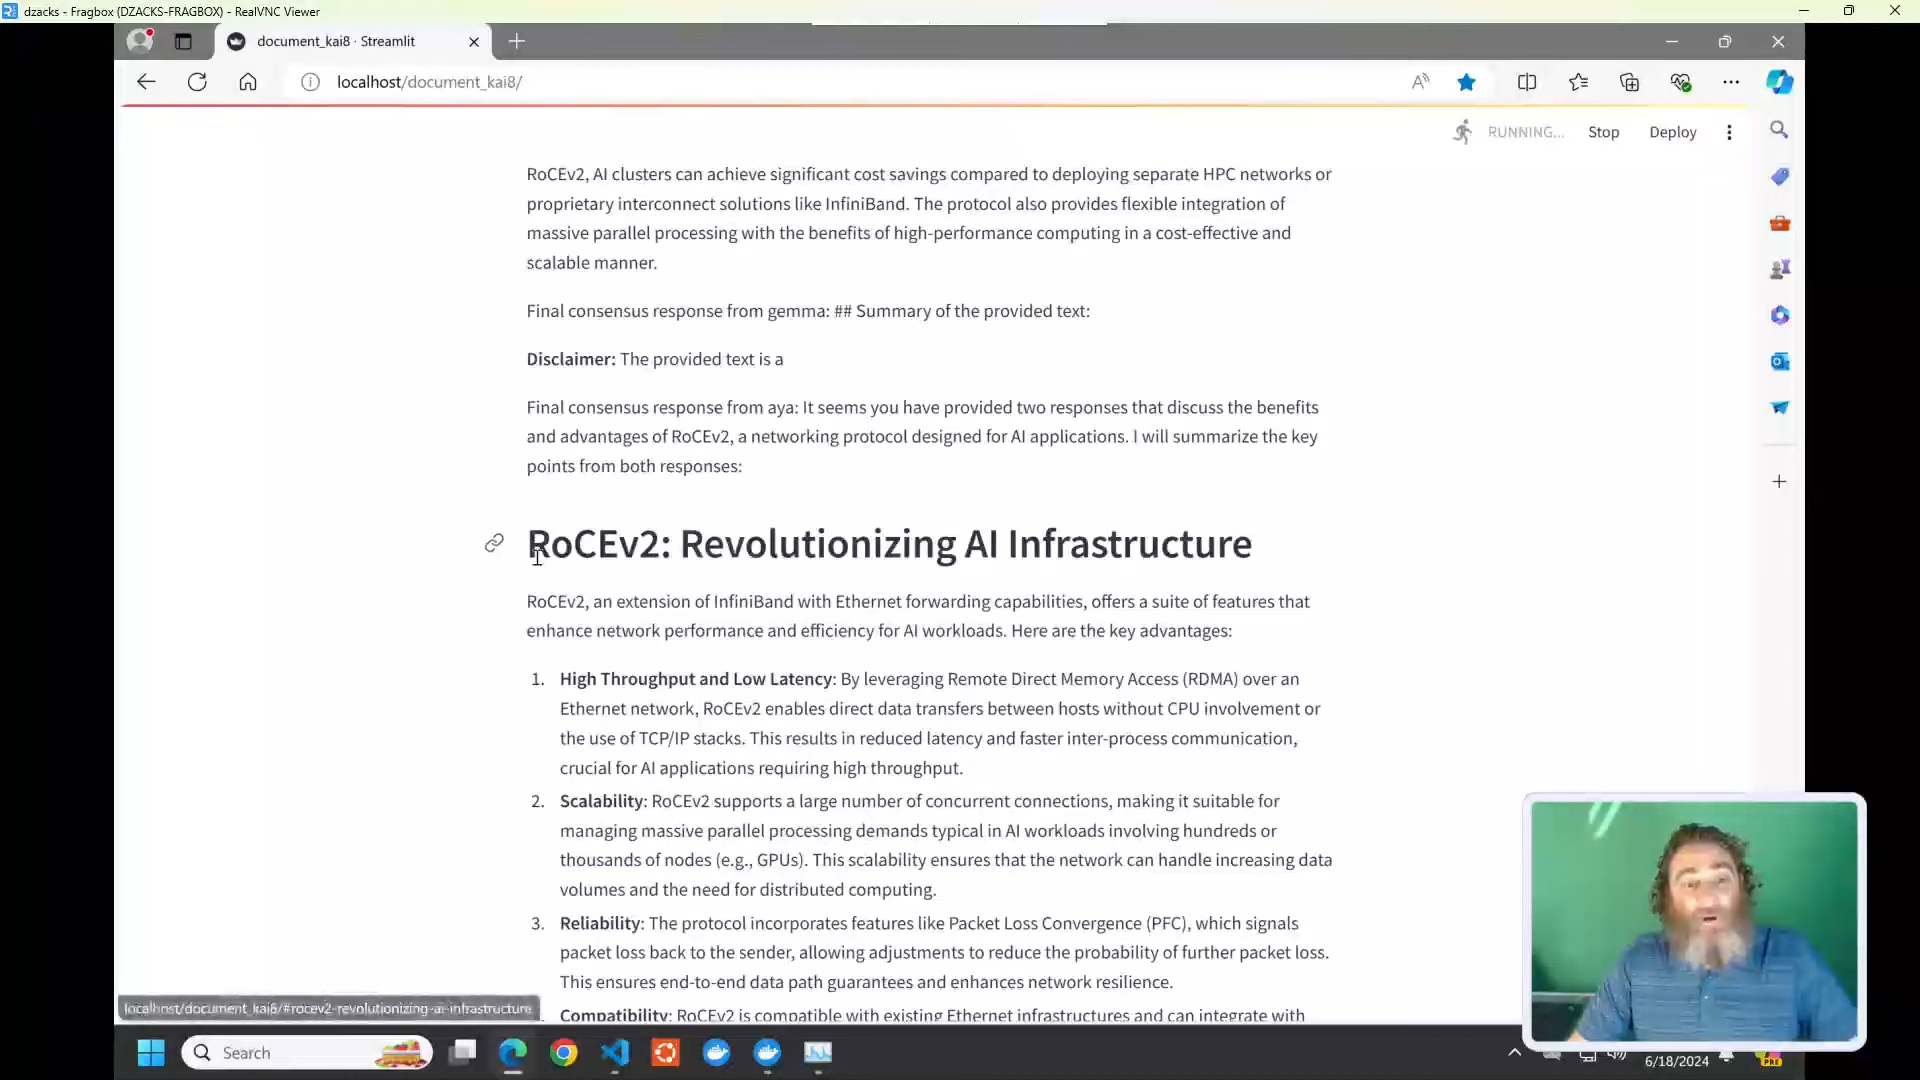 dzacks - Fragbox (DZACKS-FRAGBOX) - RealVNC Viewer
document_kai8 · Streamlit
localhost/document_kai8/
RUNNING...
Stop
Deploy
RoCEv2, AI clusters can achieve significant cost savings compared to deploying separate HPC networks or
proprietary interconnect solutions like InfiniBand. The protocol also provides flexible integration of
massive parallel processing with the benefits of high-performance computing in a cost-effective and
scalable manner.
Final consensus response from gemma: ## Summary of the provided text:
Disclaimer: The provided text is a
Final consensus response from aya: It seems you have provided two responses that discuss the benefits
and advantages of RoCEv2, a networking protocol designed for AI applications. I will summarize the key
points from both responses:
RoCEv2: Revolutionizing AI Infrastructure
RoCEv2, an extension of InfiniBand with Ethernet forwarding capabilities, offers a suite of features that
enhance network performance and efficiency for AI workloads. Here are the key advantages:
1. High Throughput and Low Latency: By leveraging Remote Direct Memory Access (RDMA) over an
Ethernet network, RoCEv2 enables direct data transfers between hosts without CPU involvement or
the use of TCP/IP stacks. This results in reduced latency and faster inter-process communication,
crucial for AI applications requiring high throughput.
2. Scalability: RoCEv2 supports a large number of concurrent connections, making it suitable for
managing massive parallel processing demands typical in AI workloads involving hundreds or
thousands of nodes (e.g., GPUs). This scalability ensures that the network can handle increasing data
volumes and the need for distributed computing.
3. Reliability: The protocol incorporates features like Packet Loss Convergence (PFC), which signals
packet loss back to the sender, allowing adjustments to reduce the probability of further packet loss.
This ensures end-to-end data path guarantees and enhances network resilience.
Compatibility: RoCEv2 is compatible with existing Ethernet infrastructures and can integrate with
localhost/document_kai8/#rocev2-revolutionizing-ai-infrastructure
Search
6/18/2024
PRE